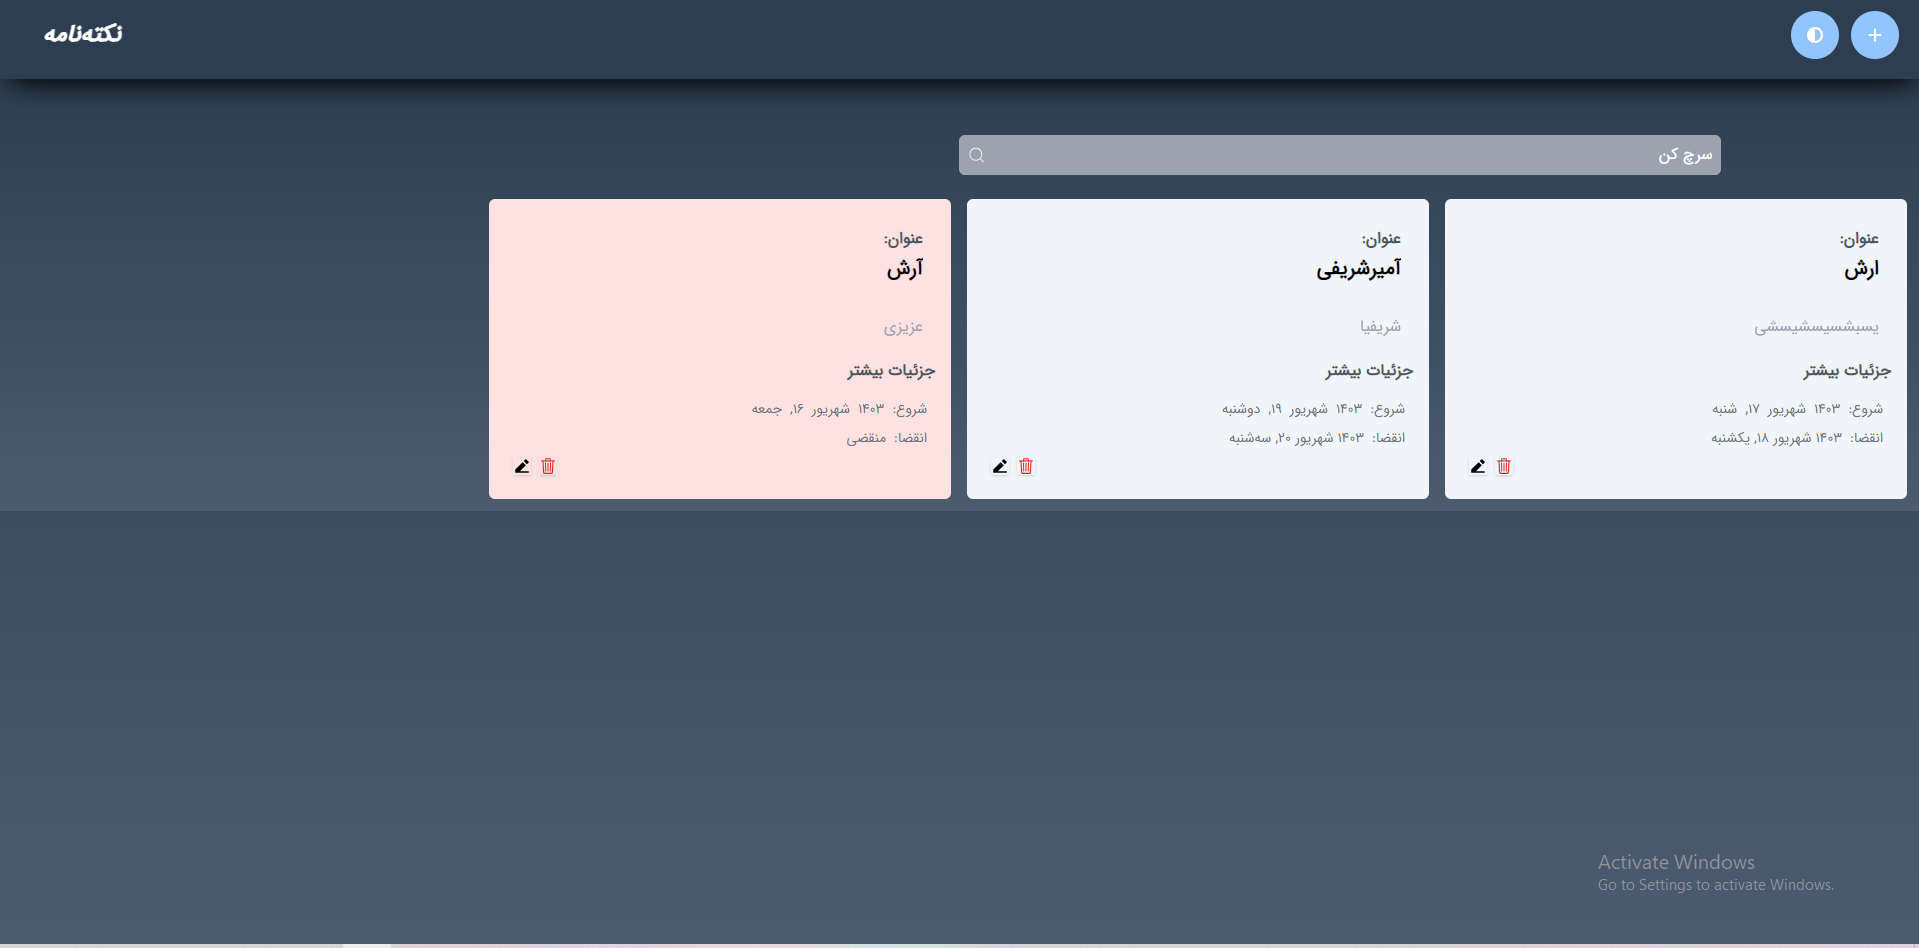 نکته‌نامه
سرچ کن
عنوان:
ارش
یسبشسیسشیسشی
جزئیات بیشتر
شروع: ۱۴۰۳ شهریور ۱۷, شنبه
انقضا: ۱۴۰۳ شهریور ۱۸, یکشنبه
عنوان:
آمیرشریفی
شریفیا
جزئیات بیشتر
شروع: ۱۴۰۳ شهریور ۱۹, دوشنبه
انقضا: ۱۴۰۳ شهریور ۲۰, سه‌شنبه
عنوان:
آرش
عزیزی
جزئیات بیشتر
شروع: ۱۴۰۳ شهریور ۱۶, جمعه
انقضا: منقضی
Activate Windows
Go to Settings to activate Windows.